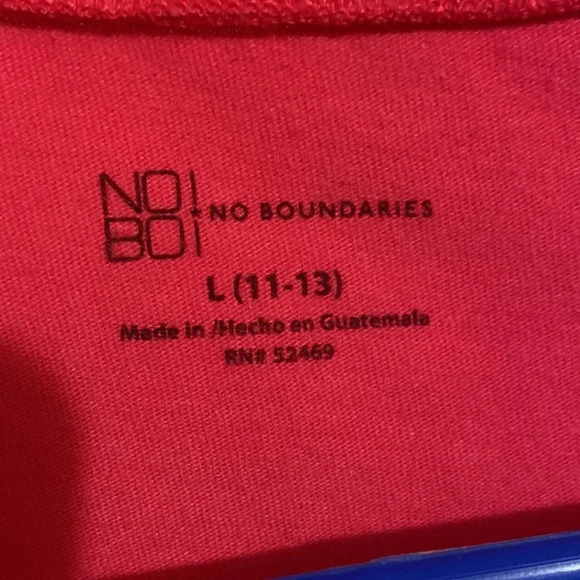 NO!
BO!
NO BOUNDARIES
L (11-13)
Made in /Hecho en Guatemala
RN# 52469